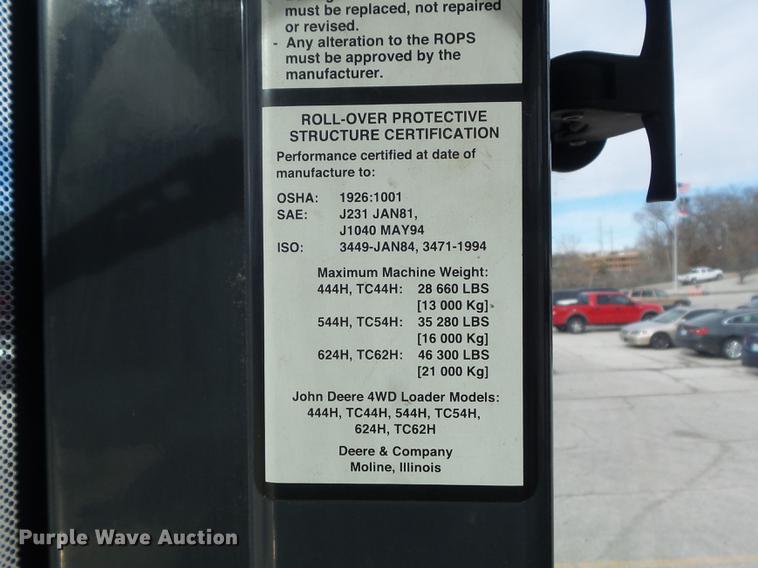 must be replaced, not repaired
or revised.
- Any alteration to the ROPS
must be approved by the
manufacturer.
ROLL-OVER PROTECTIVE
STRUCTURE CERTIFICATION
Performance certified at date of
manufacture to:
OSHA: 1926:1001
SAE: J231 JAN81,
J1040 MAY94
ISO: 3449-JAN84, 3471-1994
Maximum Machine Weight:
444H, TC44H: 28 660 LBS
[13 000 Kg]
544H, TC54H: 35 280 LBS
[16 000 Kg]
624H, TC62H: 46 300 LBS
[21 000 Kg]
John Deere 4WD Loader Models:
444H, TC44H, 544H, TC54H,
624H, TC62H
Deere & Company
Moline, Illinois
Purple Wave Auction